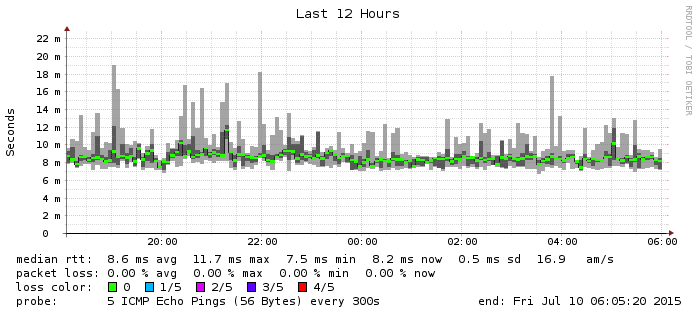 Last 12 Hours
RRDTOOL / TOBI OETIKER
Seconds
22 m
20 m
18 m
16 m
14 m
12 m
10 m
8 m
6 m
4 m
2 m
0
20:00 22:00 00:00 02:00 04:00 06:00
median rtt: 8.6 ms avg 11.7 ms max 7.5 ms min 8.2 ms now 0.5 ms sd 16.9 am/s
packet loss: 0.00 % avg 0.00 % max 0.00 % min 0.00 % now
loss color: 0 1/5 2/5 3/5 4/5
probe: 5 ICMP Echo Pings (56 Bytes) every 300s end: Fri Jul 10 06:05:20 2015